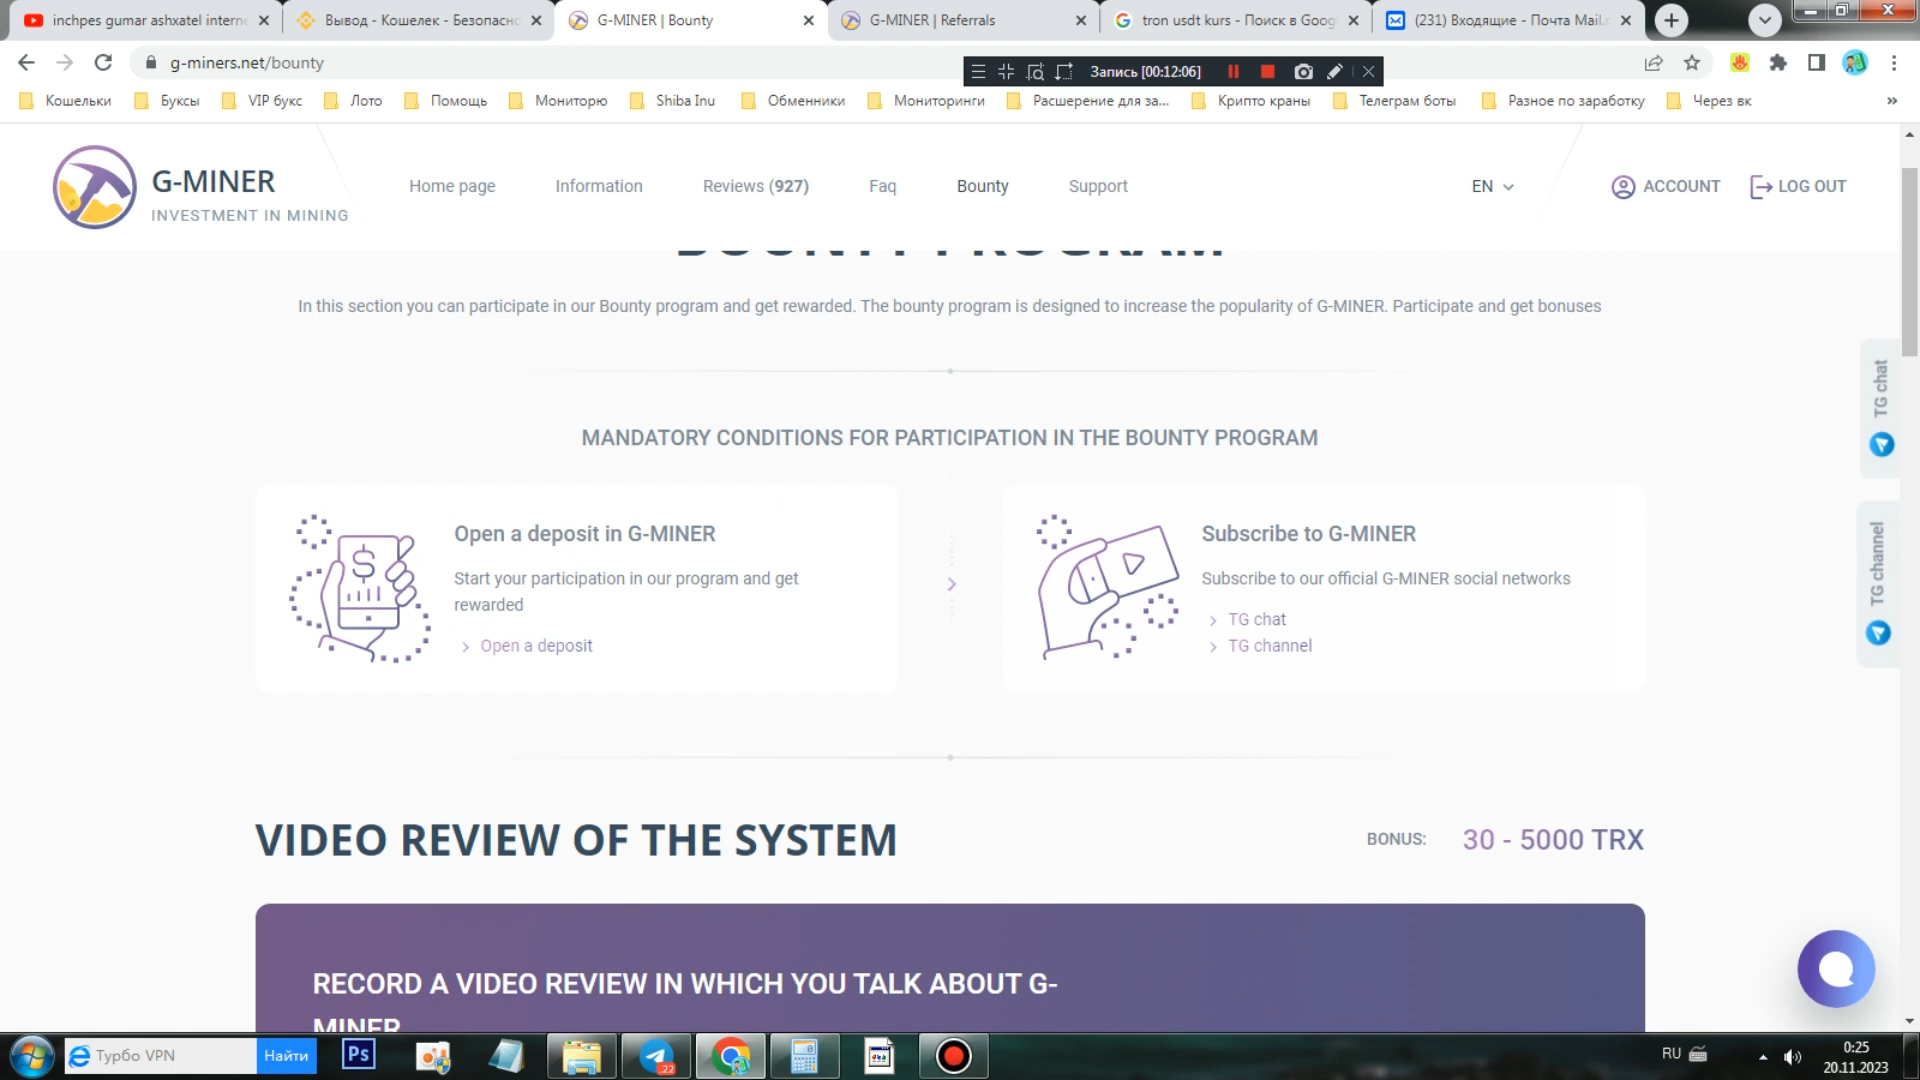 inchpes gumar ashxatel interne
Вывод - Кошелек - Безопасно
G-MINER | Bounty
G-MINER | Referrals
tron usdt kurs - Поиск в Goog
(231) Входящие - Почта Mail.r
g-miners.net/bounty
Запись [00:12:06]
Кошельки
Буксы
VIP букс
Лото
Помощь
Мониторю
Shiba Inu
Обменники
Мониторинги
Расшерение для за...
Крипто краны
Телеграм боты
Разное по заработку
Через вк
»
G-MINER
INVESTMENT IN MINING
Home page
Information
Reviews (927)
Faq
Bounty
Support
EN
ACCOUNT
LOG OUT
BOUNTY PROGRAM
In this section you can participate in our Bounty program and get rewarded. The bounty program is designed to increase the popularity of G-MINER. Participate and get bonuses
TG chat
TG channel
MANDATORY CONDITIONS FOR PARTICIPATION IN THE BOUNTY PROGRAM
Open a deposit in G-MINER
Start your participation in our program and get
rewarded
Open a deposit
Subscribe to G-MINER
Subscribe to our official G-MINER social networks
TG chat
TG channel
VIDEO REVIEW OF THE SYSTEM
BONUS:
30 - 5000 TRX
RECORD A VIDEO REVIEW IN WHICH YOU TALK ABOUT G-
MINER
Турбо VPN
Найти
Ps
22
RU
0:25
20.11.2023